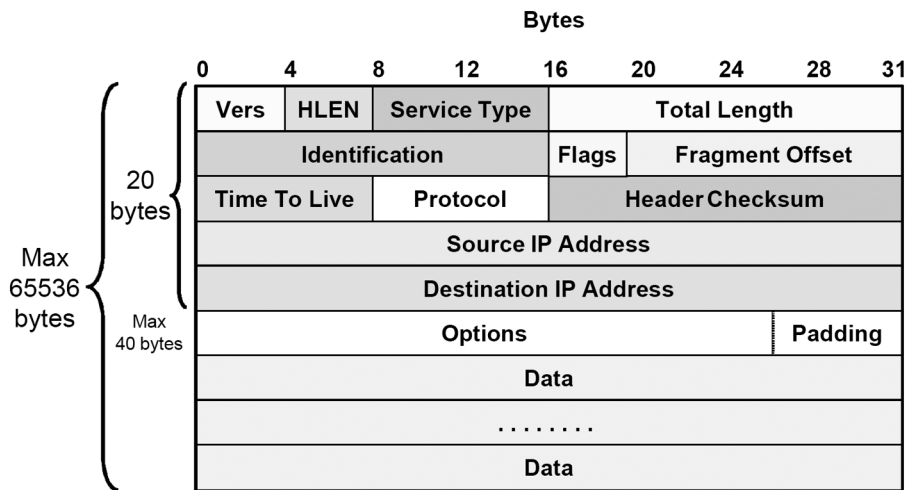 Bytes
0 4 8 12 16 20 24 28 31
Vers HLEN Service Type Total Length
Identification Flags Fragment Offset
Time To Live Protocol Header Checksum
Source IP Address
Destination IP Address
Options Padding
Data
. . . . . . . .
Data
20
bytes
Max
65536
bytes
Max
40 bytes